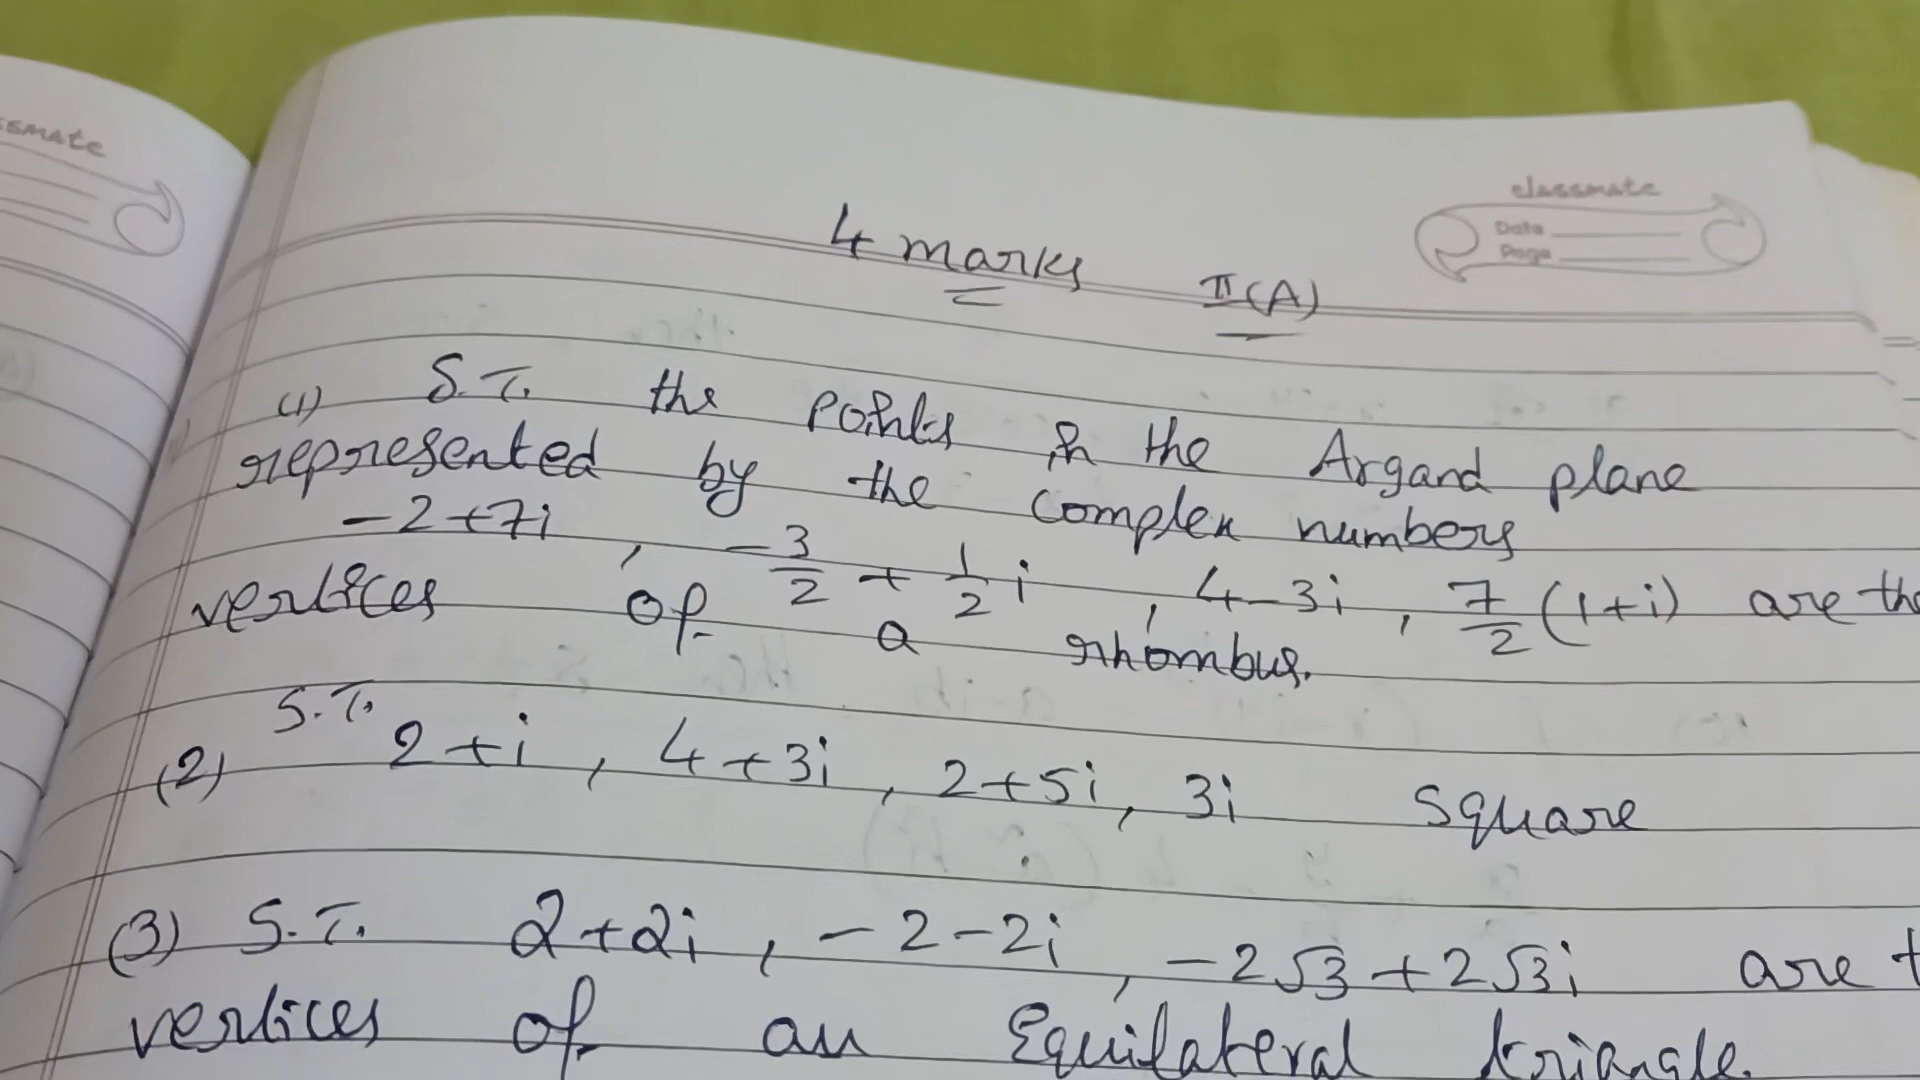 ssmate
classmate
Date
Page
4 marks II(A)
(1) S.T. the points in the Argand plane
represented by the complex numbers
-2+7i, -3/2 + 1/2 i, 4-3i, 7/2 (1+i) are the
vertices of a rhombus.
(2) S.T. 2+i, 4+3i, 2+5i, 3i square
(3) S.T. 2+2i, -2-2i, -2√3+2√3i are t
vertices of an Equilateral triangle.